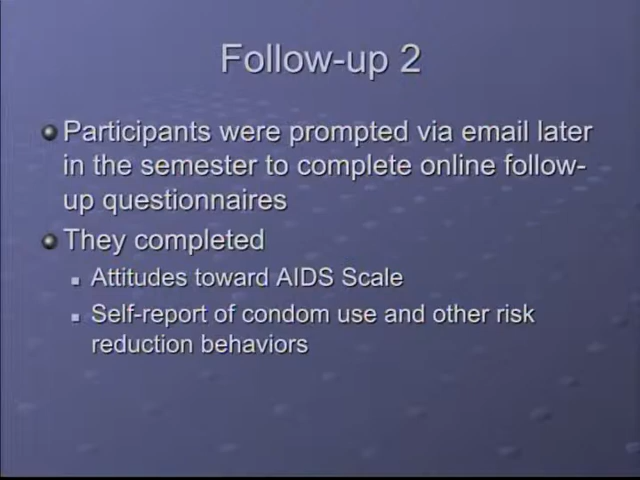 Follow-up 2
Participants were prompted via email later
in the semester to complete online follow-
up questionnaires
They completed
Attitudes toward AIDS Scale
Self-report of condom use and other risk
reduction behaviors